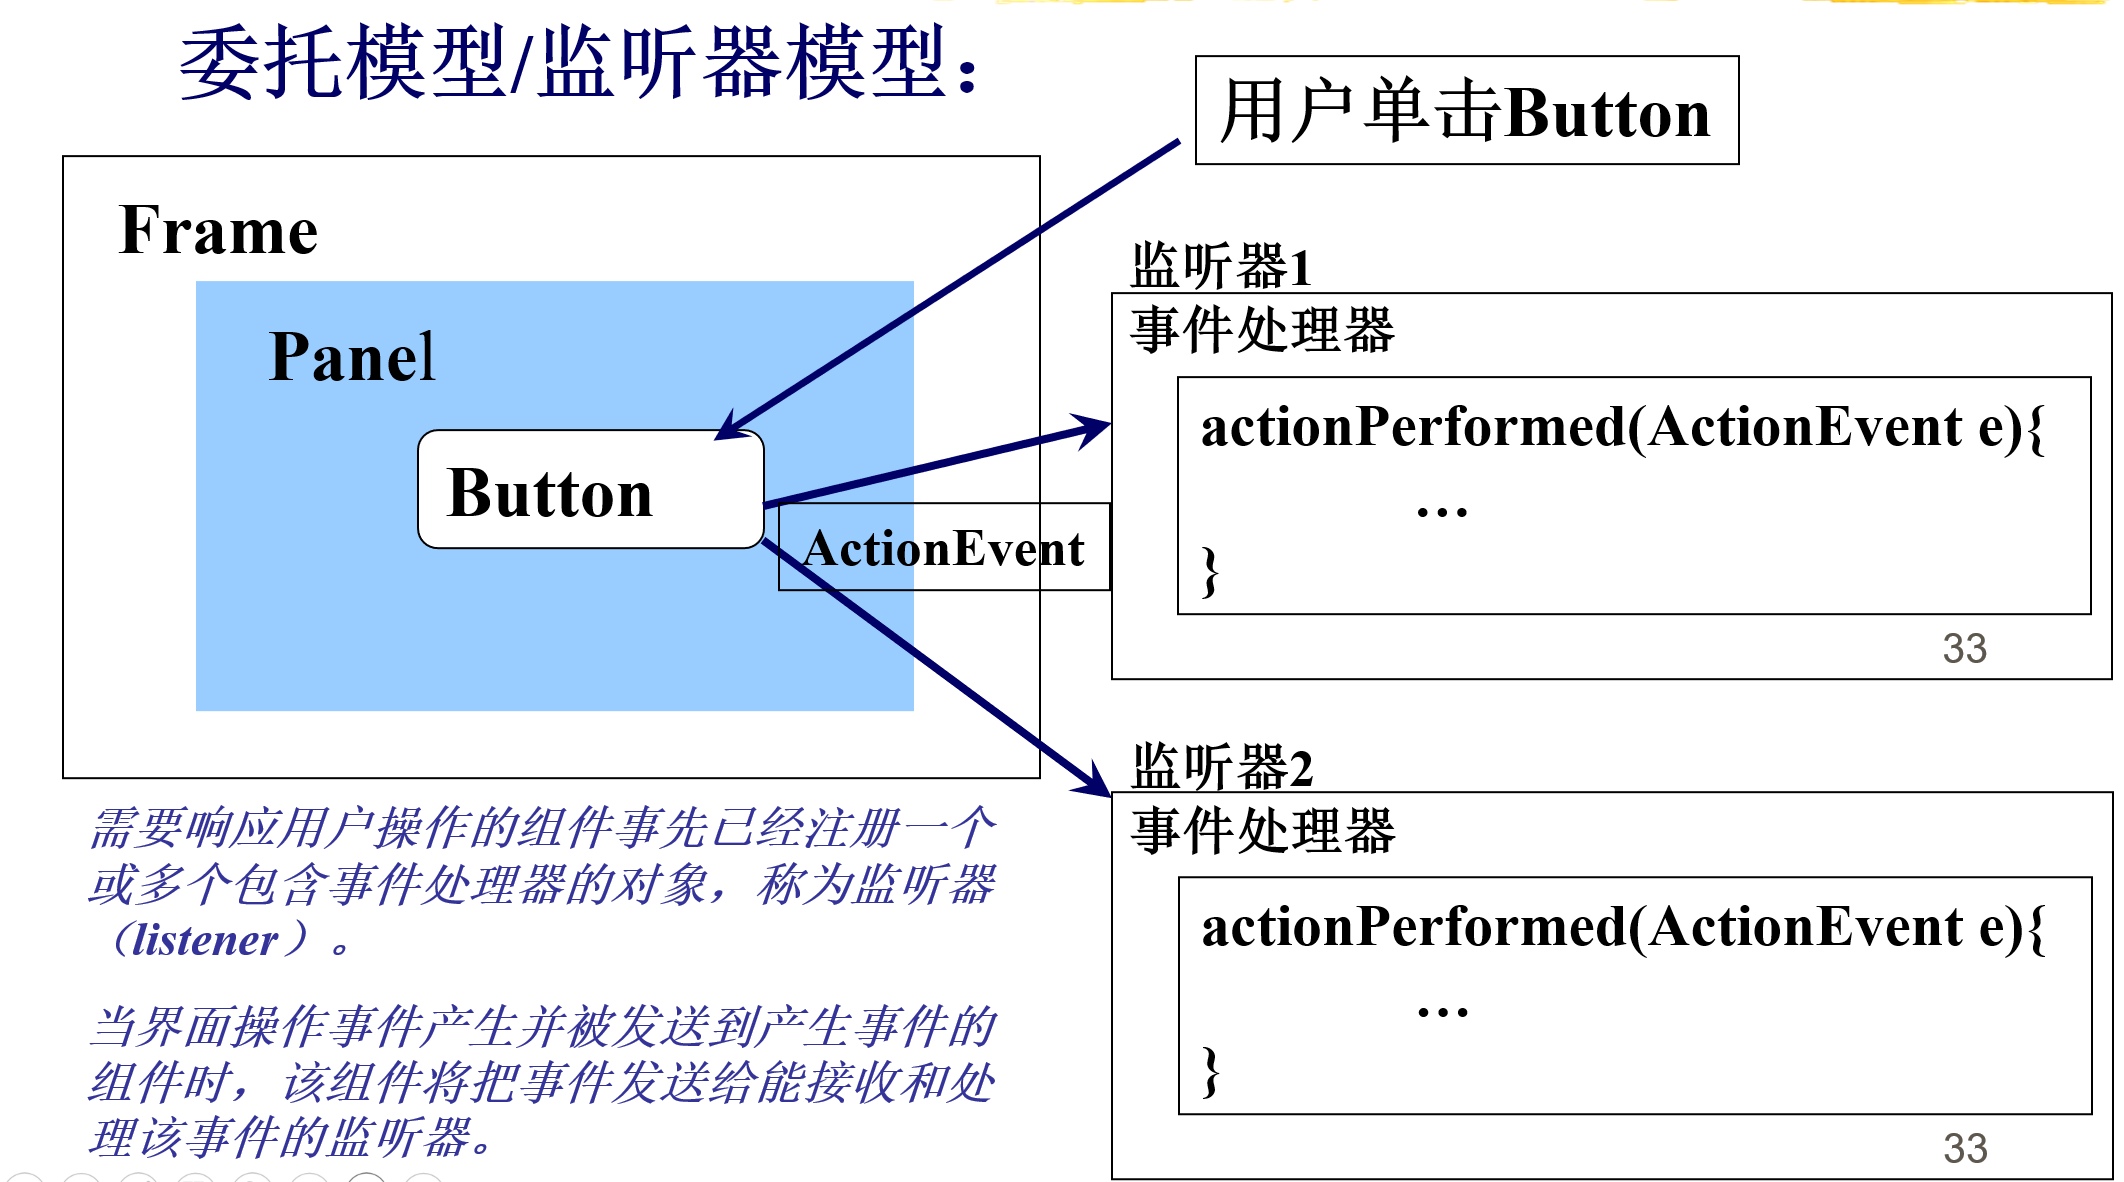 委托模型/监听器模型：
用户单击Button
Frame
Panel
Button
ActionEvent
监听器1
事件处理器
actionPerformed(ActionEvent e){
…
}
33
监听器2
事件处理器
actionPerformed(ActionEvent e){
…
}
33
需要响应用户操作的组件事先已经注册一个
或多个包含事件处理器的对象，称为监听器
（listener）。
当界面操作事件产生并被发送到产生事件的
组件时，该组件将把事件发送给能接收和处
理该事件的监听器。